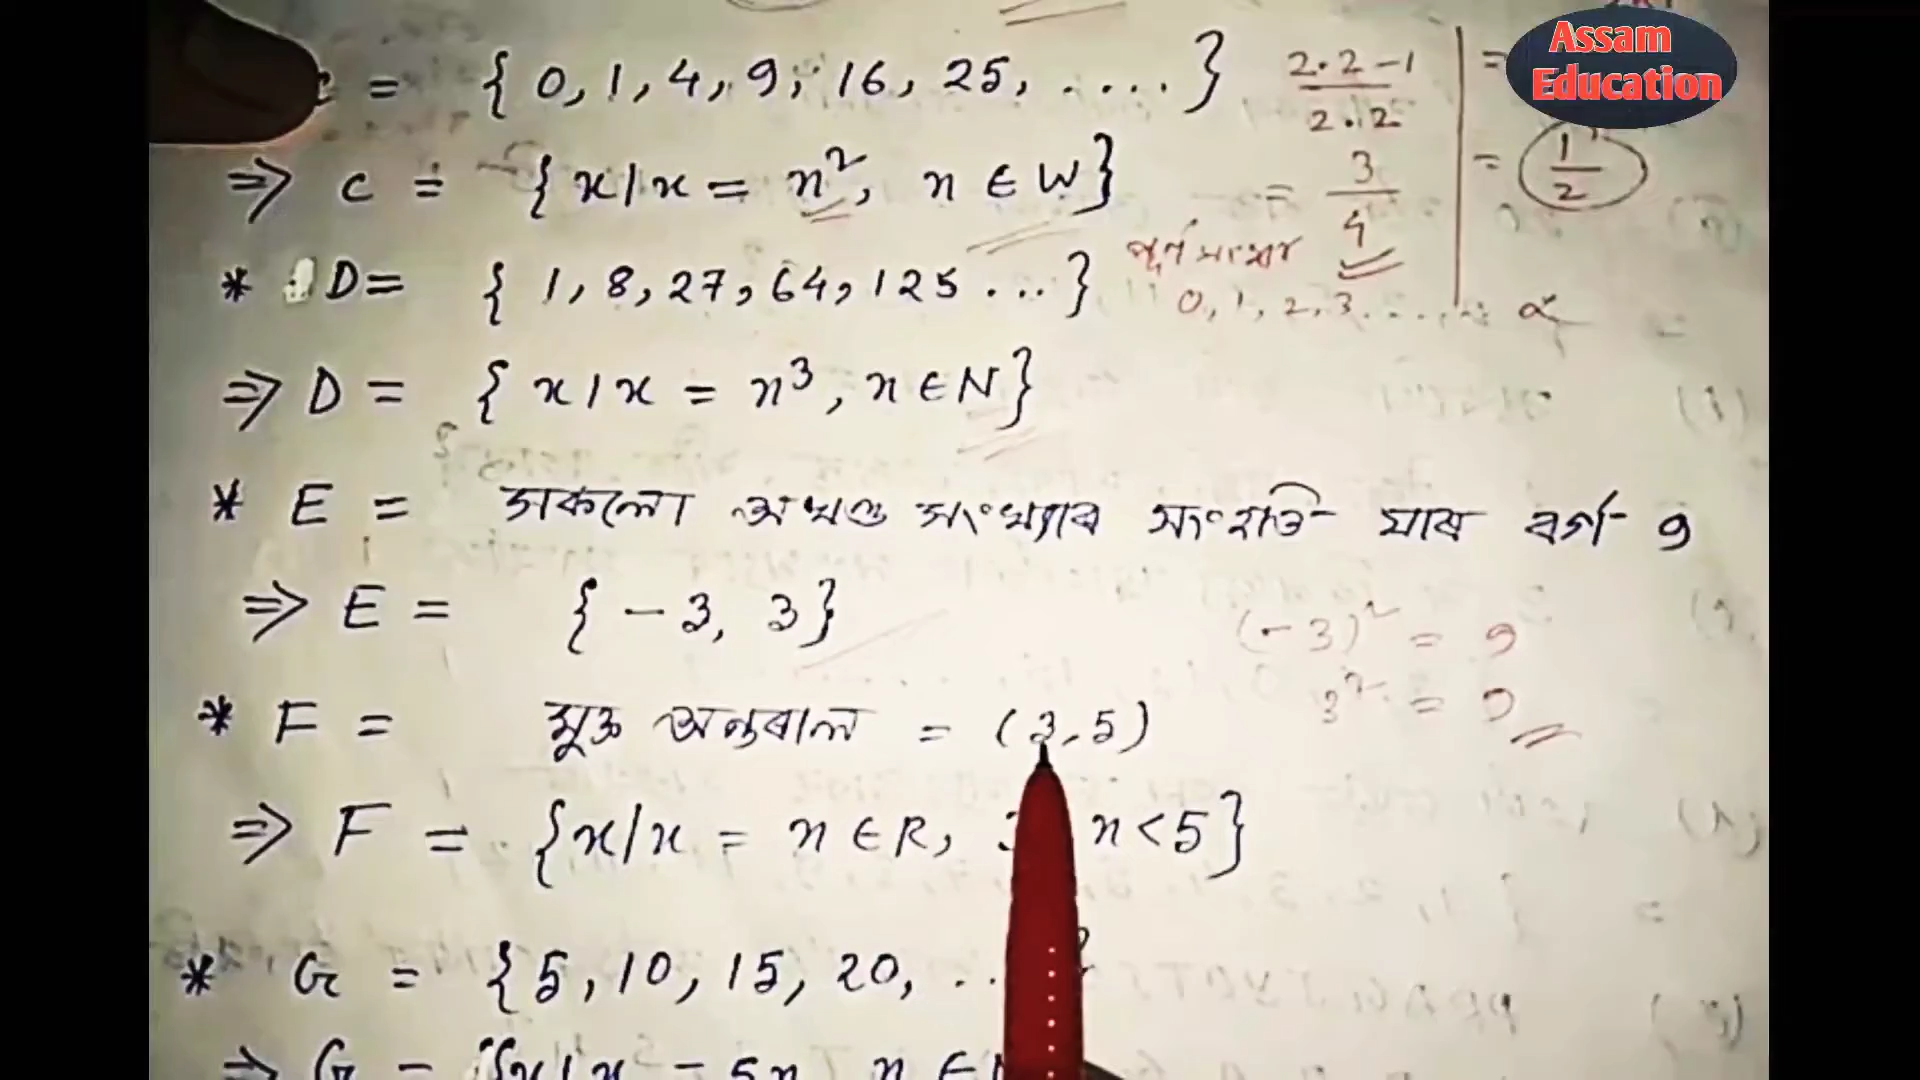 C = { 0, 1, 4, 9, 16, 25, .... }
⇒ C = { x/x = n², n ∈ W}
* D = { 1, 8, 27, 64, 125 ... }
⇒ D = { x/x = n³, n ∈ N}
* E = সকলো অখণ্ড সংখ্যাৰ সংহতি যাৰ বৰ্গ 9
⇒ E = { -3, 3}
* F = মুক্ত অন্তৰাল = (3, 5)
⇒ F = {x/x = n ∈ R, n < 5}
* G = {5, 10, 15, 20, .. }
⇒ G = {x/x = 5n, n ∈
2·2-1
2·2
= 3
4
=
= 1
2
পূৰ্ণ সংখ্যাৰ
0, 1, 2, 3 ...... α
(-3)² = 9
3² = 9
Assam
Education